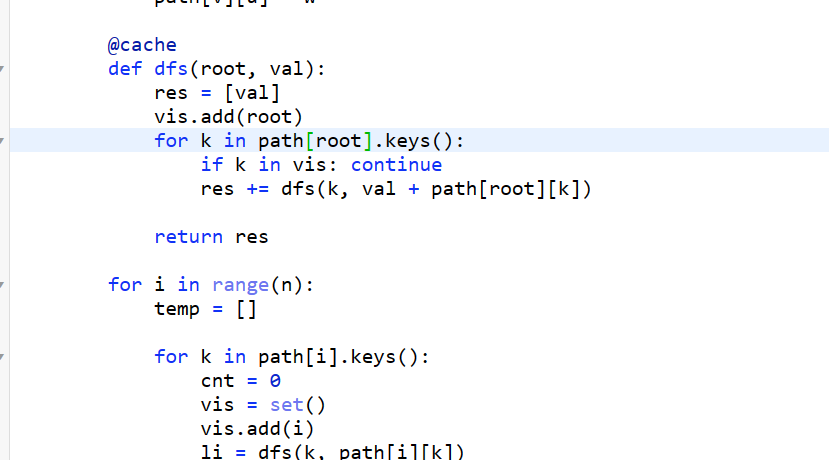 path[v][u] = w
@cache
def dfs(root, val):
res = [val]
vis.add(root)
for k in path[root].keys():
if k in vis: continue
res += dfs(k, val + path[root][k])
return res
for i in range(n):
temp = []
for k in path[i].keys():
cnt = 0
vis = set()
vis.add(i)
li = dfs(k, path[i][k])